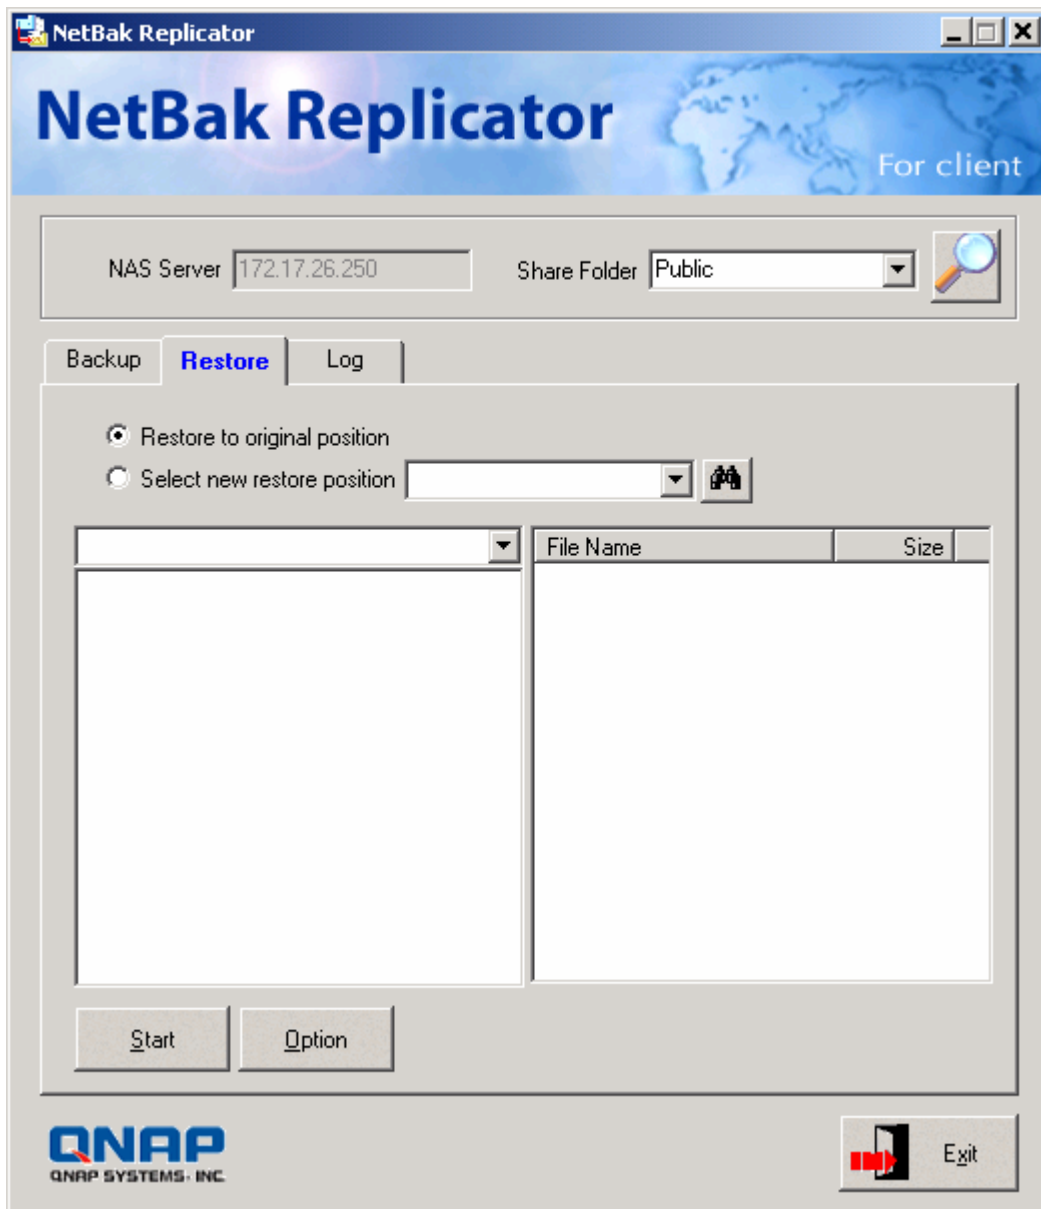 NetBak Replicator
NetBak Replicator
For client
NAS Server 172.17.26.250 Share Folder Public
Backup Restore Log
Restore to original position
Select new restore position
File Name Size
Start Option
QNAP
QNAP SYSTEMS, INC.
Exit